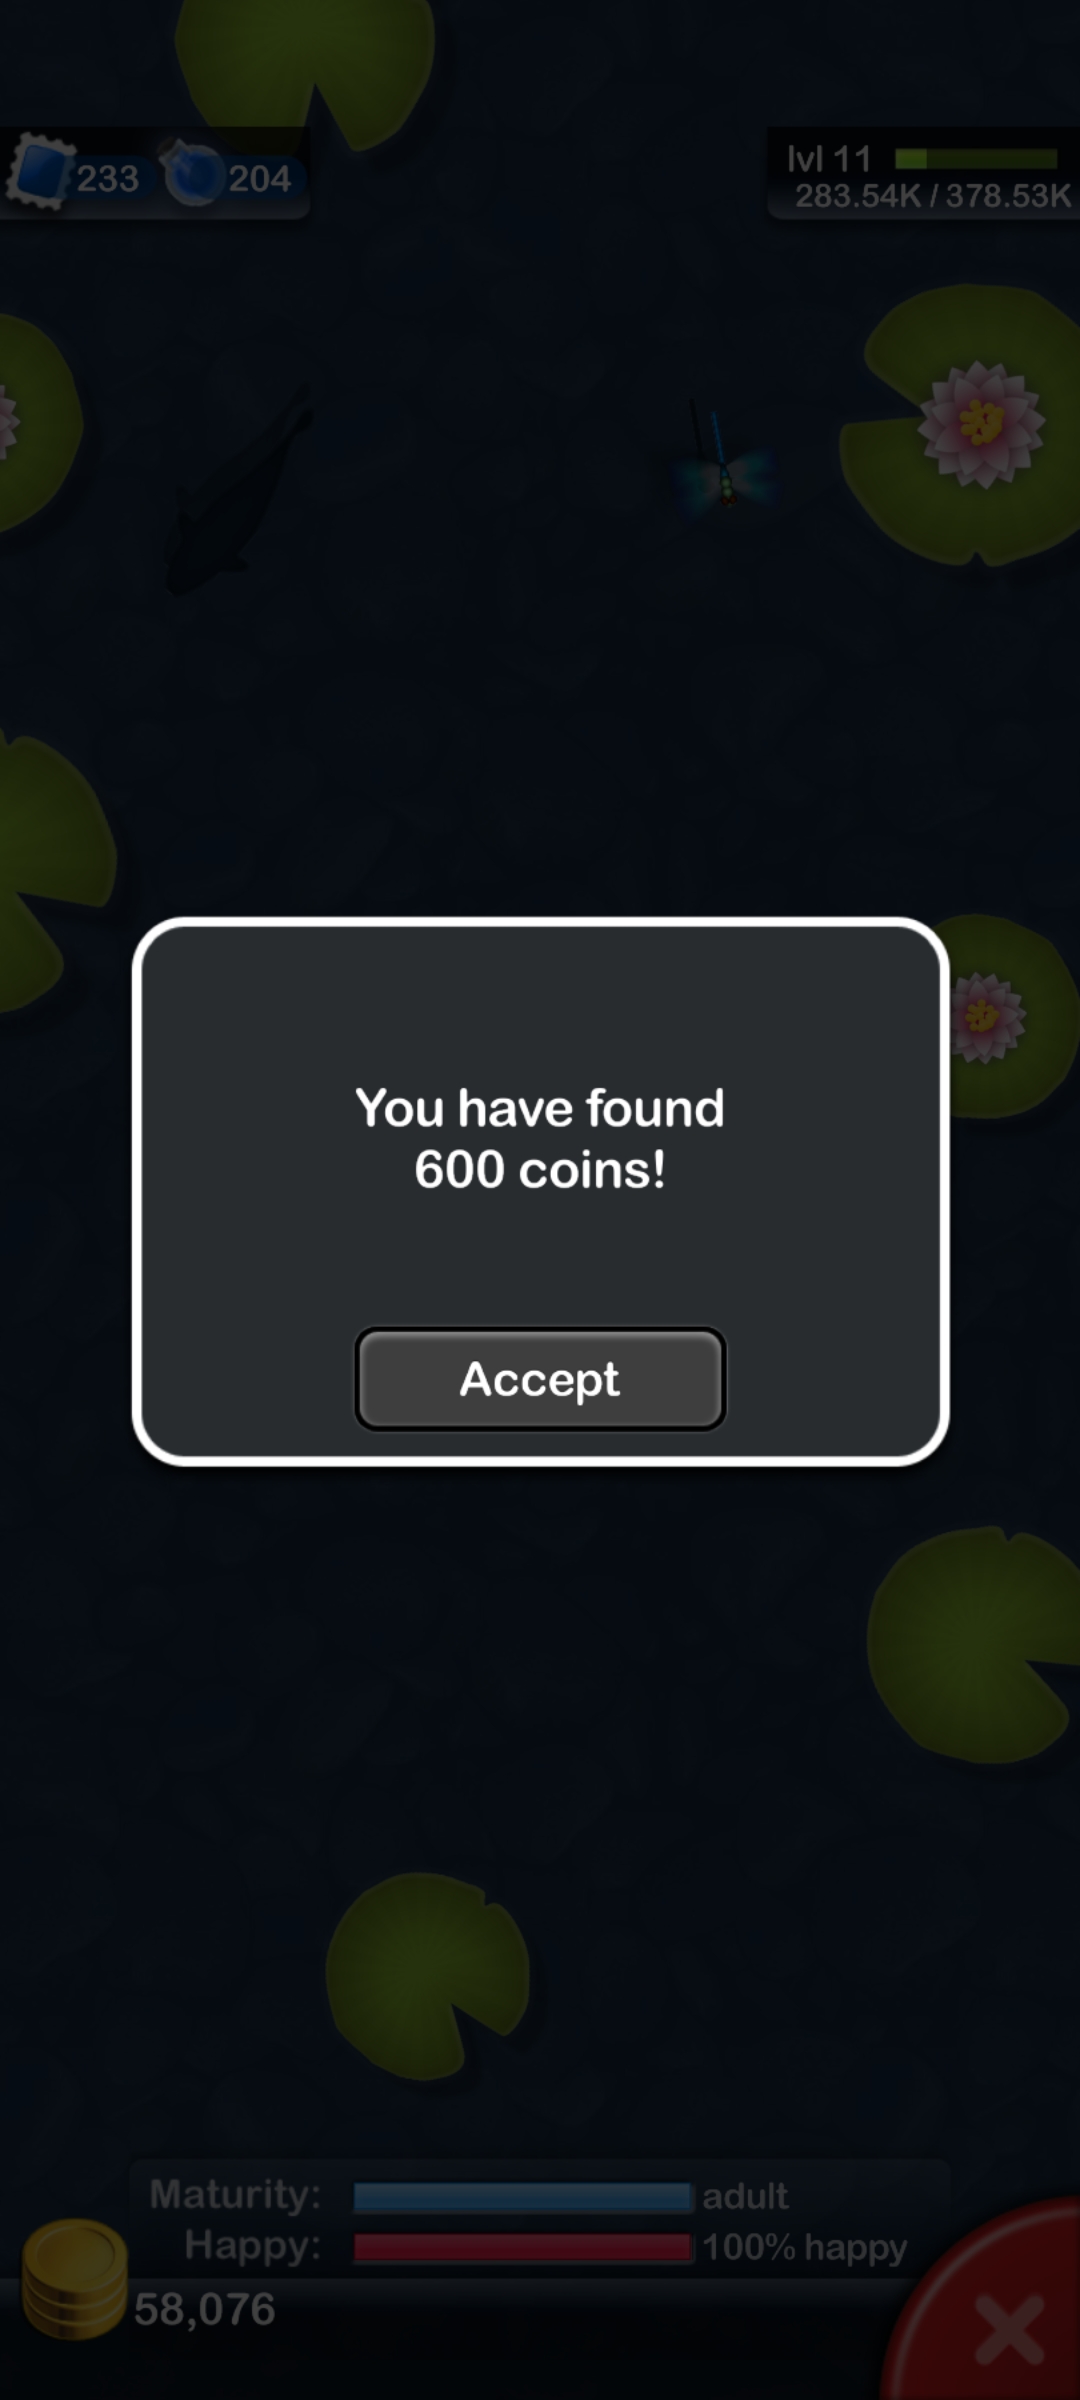 233 204
lvl 11
283.54K / 378.53K
You have found
600 coins!
Accept
Maturity: adult
Happy: 100% happy
58,076